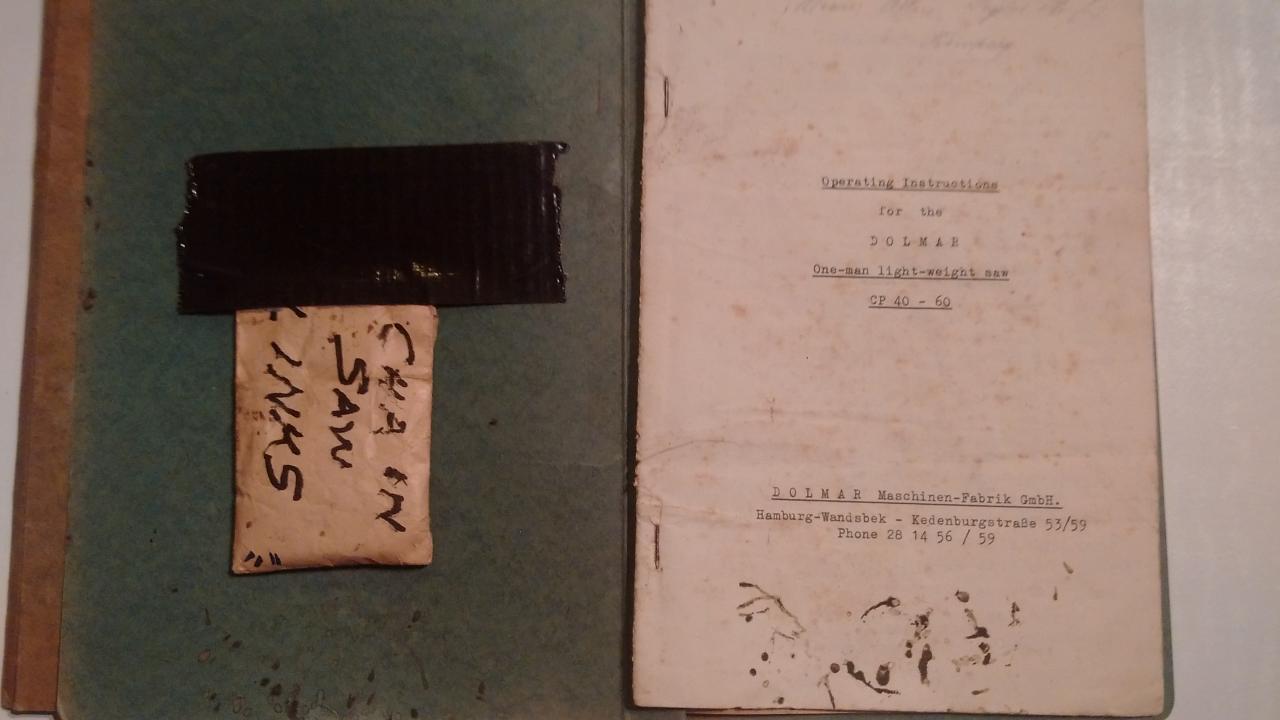 CHAIN
SAW
LINKS
Operating Instructions
for the
DOLMAR
One-man light-weight saw
CP 40 - 60
DOLMAR Maschinen-Fabrik GmbH.
Hamburg-Wandsbek - Kedenburgstraße 53/59
Phone 28 14 56 / 59